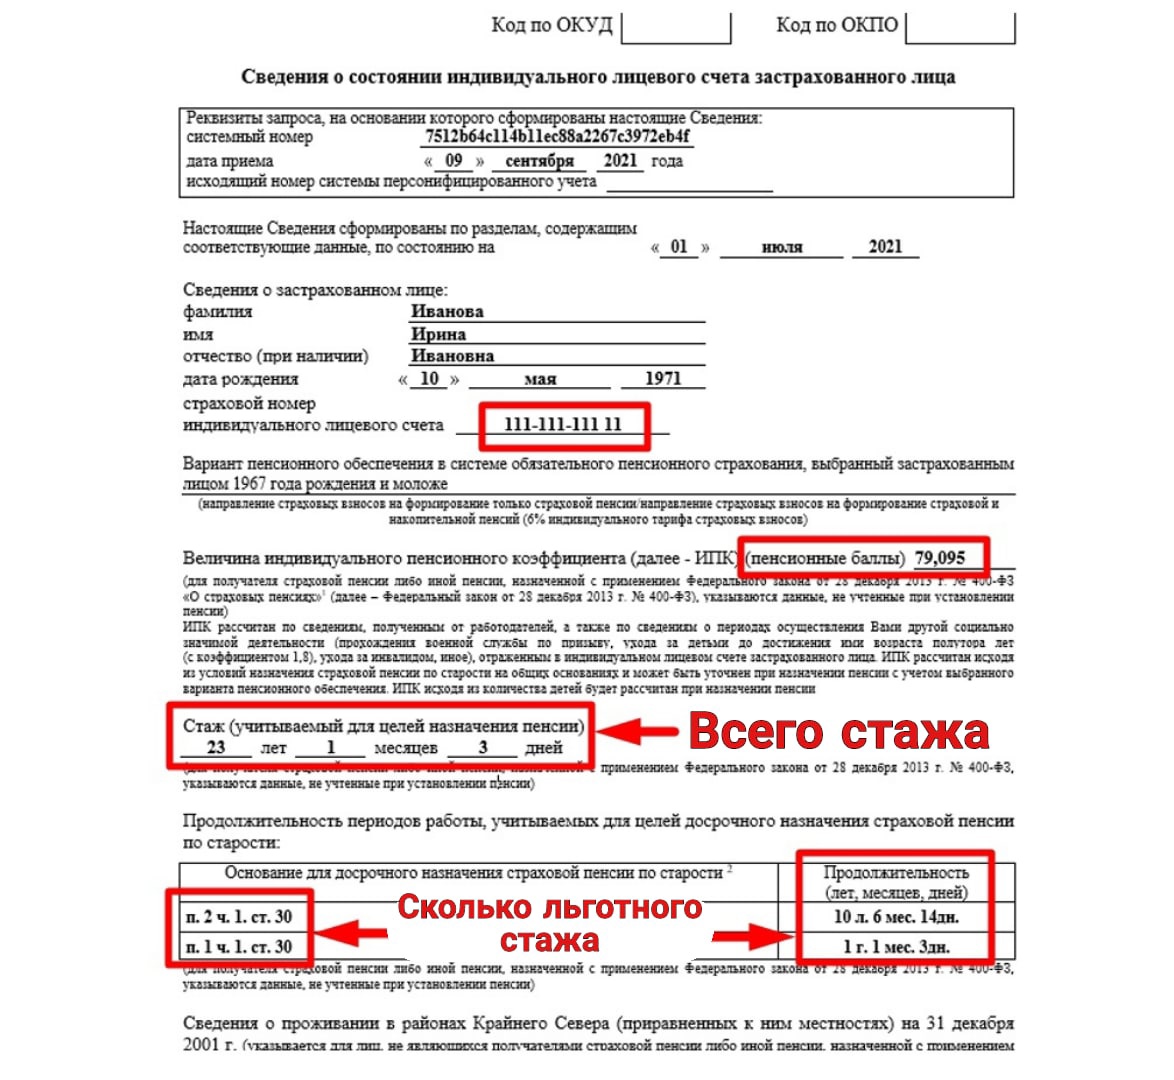 Код по ОКУД Код по ОКПО
Сведения о состоянии индивидуального лицевого счета застрахованного лица
Реквизиты запроса, на основании которого сформированы настоящие Сведения:
системный номер 7512b64c114b11ec88a2267c3972eb4f
дата приема « 09 » сентября 2021 года
исходящий номер системы персонифицированного учета
Настоящие Сведения сформированы по разделам, содержащим
соответствующие данные, по состоянию на « 01 » июля 2021
Сведения о застрахованном лице:
фамилия Иванова
имя Ирина
отчество (при наличии) Ивановна
дата рождения « 10 » мая 1971
страховой номер
индивидуального лицевого счета 111-111-111 11
Вариант пенсионного обеспечения в системе обязательного пенсионного страхования, выбранный застрахованным
лицом 1967 года рождения и моложе
(направление страховых взносов на формирование только страховой пенсии/направление страховых взносов на формирование страховой и
накопительной пенсий (6% индивидуального тарифа страховых взносов)
Величина индивидуального пенсионного коэффициента (далее - ИПК) (пенсионные баллы) 79,095
(для получателя страховой пенсии либо иной пенсии, назначенной с применением Федерального закона от 28 декабря 2013 г. № 400-ФЗ
«О страховых пенсиях»¹ (далее – Федеральный закон от 28 декабря 2013 г. № 400-ФЗ), указываются данные, не учтенные при установлении
пенсии)
ИПК рассчитан по сведениям, полученным от работодателей, а также по сведениям о периодах осуществления Вами другой социально
значимой деятельности (прохождения военной службы по призыву, ухода за детьми до достижения ими возраста полутора лет
(с коэффициентом 1,8), ухода за инвалидом, иное), отраженным в индивидуальном лицевом счете застрахованного лица. ИПК рассчитан исходя
из условий назначения страховой пенсии по старости на общих основаниях и может быть уточнен при назначении пенсии с учетом выбранного
варианта пенсионного обеспечения. ИПК исходя из количества детей будет рассчитан при назначении пенсии
Стаж (учитываемый для целей назначения пенсии)
23 лет 1 месяцев 3 дней
Всего стажа
(для получателя страховой пенсии либо иной пенсии, назначенной с применением Федерального закона от 28 декабря 2013 г. № 400-ФЗ,
указываются данные, не учтенные при установлении пенсии)
Продолжительность периодов работы, учитываемых для целей досрочного назначения страховой пенсии
по старости:
Основание для досрочного назначения страховой пенсии по старости ² Продолжительность
(лет, месяцев, дней)
п. 2 ч. 1. ст. 30 10 л. 6 мес. 14дн.
п. 1 ч. 1. ст. 30 1 г. 1 мес. 3дн.
Сколько льготного
стажа
(для получателя страховой пенсии либо иной пенсии, назначенной с применением Федерального закона от 28 декабря 2013 г. № 400-ФЗ,
указываются данные, не учтенные при установлении пенсии)
Сведения о проживании в районах Крайнего Севера (приравненных к ним местностях) на 31 декабря
2001 г. (указывается для лиц, не являющихся получателями страховой пенсии либо иной пенсии, назначенной с применением